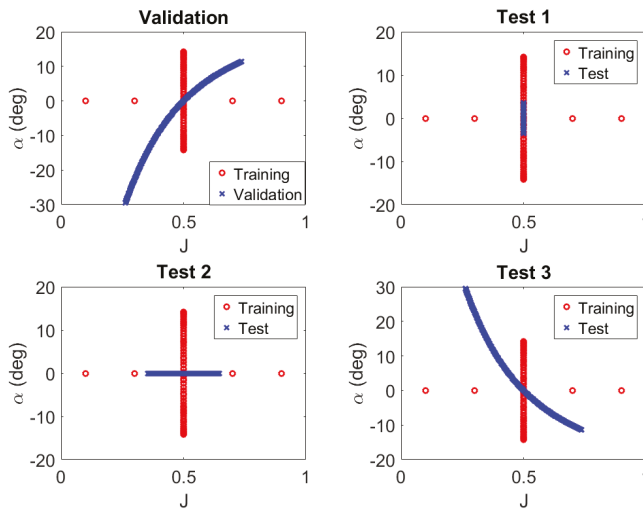 Validation
20
10
0
-10
-20
-30
α (deg)
Training
Validation
0
0.5
1
J
Test 1
20
10
0
-10
-20
α (deg)
Training
Test
0
0.5
1
J
Test 2
20
10
0
-10
-20
α (deg)
Training
Test
0
0.5
1
J
Test 3
30
20
10
0
-10
-20
α (deg)
Training
Test
0
0.5
1
J